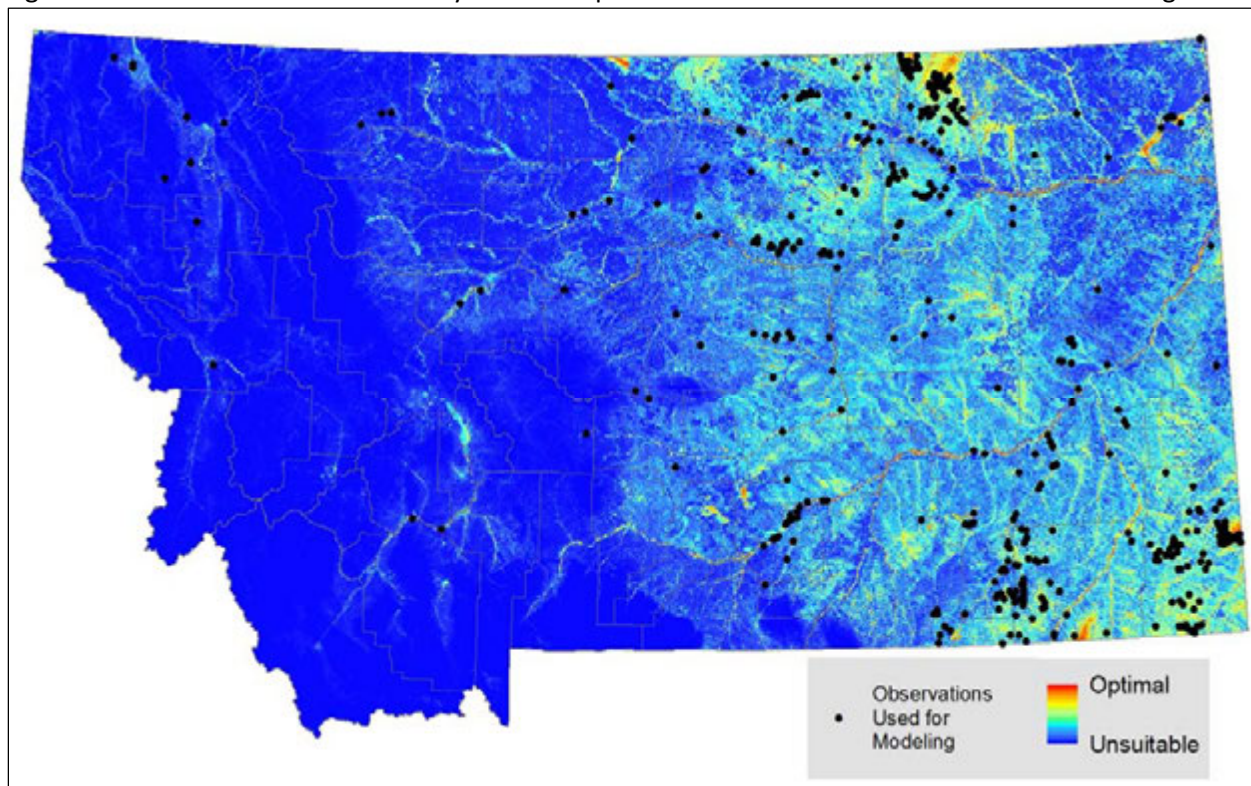 Observations
Used for
Modeling
Optimal
Unsuitable